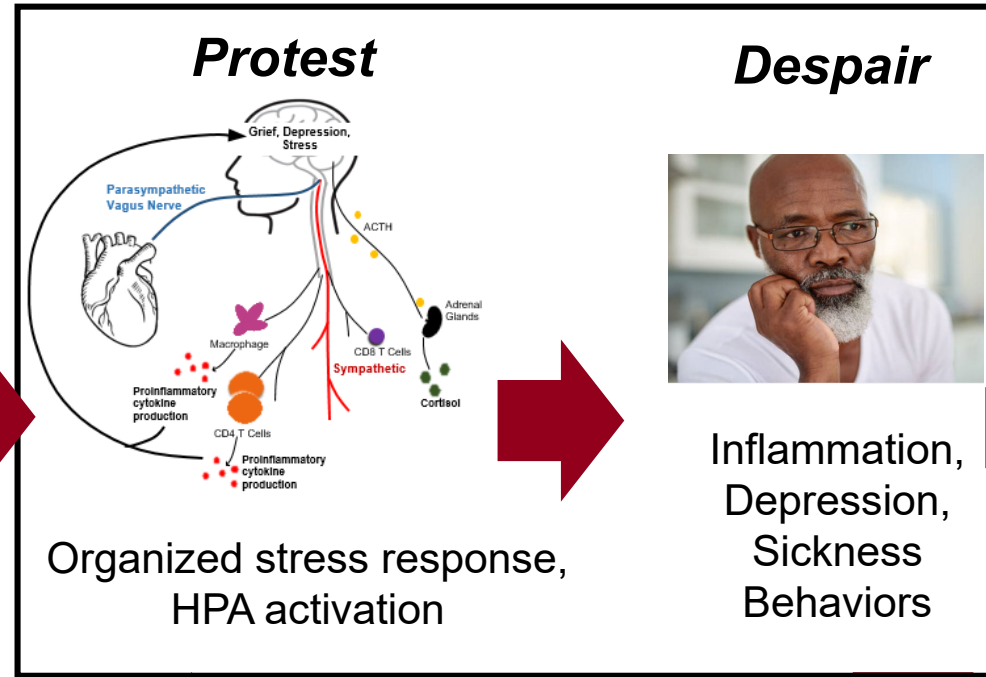 Protest
Grief, Depression,
Stress
Parasympathetic
Vagus Nerve
ACTH
Adrenal
Glands
Macrophage
CD8 T Cells
Sympathetic
Proinflammatory
cytokine
production
Cortisol
CD4 T Cells
Proinflammatory
cytokine
production
Organized stress response,
HPA activation
Despair
Inflammation,
Depression,
Sickness
Behaviors